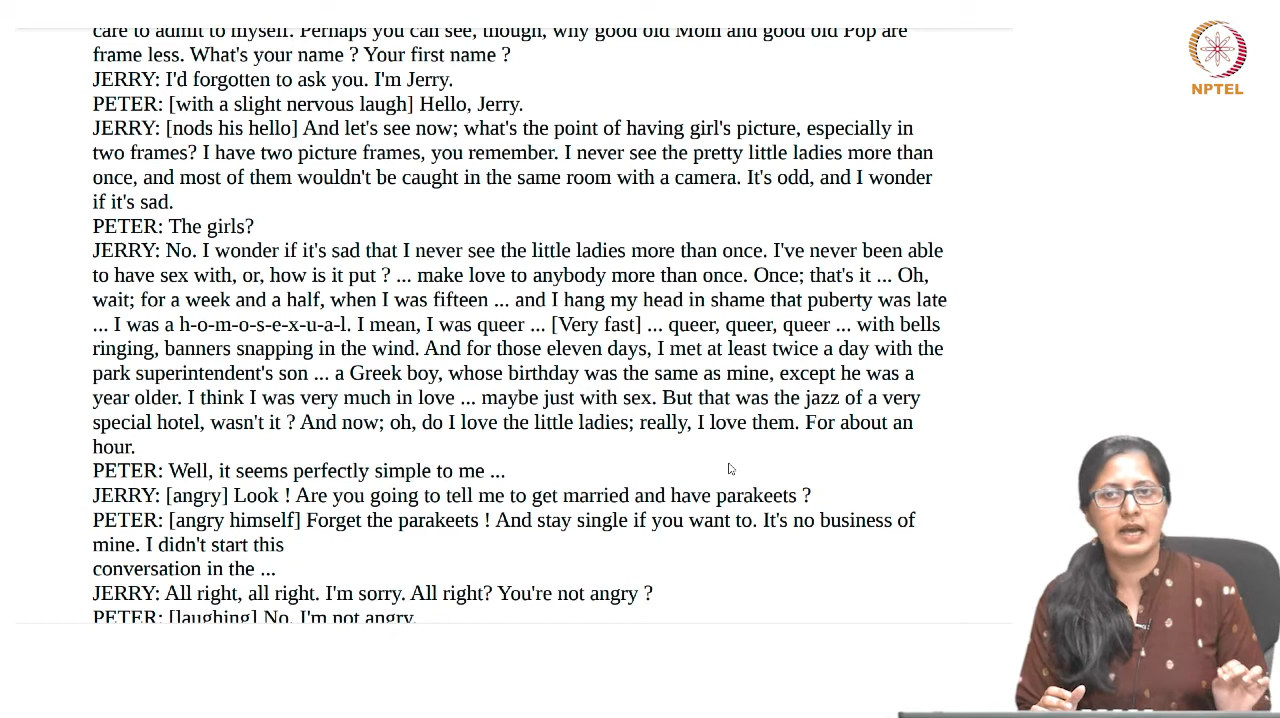 care to admit to myself. Perhaps you can see, though, why good old Mom and good old Pop are
frame less. What's your name ? Your first name ?
JERRY: I'd forgotten to ask you. I'm Jerry.
PETER: [with a slight nervous laugh] Hello, Jerry.
JERRY: [nods his hello] And let's see now; what's the point of having girl's picture, especially in
two frames? I have two picture frames, you remember. I never see the pretty little ladies more than
once, and most of them wouldn't be caught in the same room with a camera. It's odd, and I wonder
if it's sad.
PETER: The girls?
JERRY: No. I wonder if it's sad that I never see the little ladies more than once. I've never been able
to have sex with, or, how is it put ? ... make love to anybody more than once. Once; that's it ... Oh,
wait; for a week and a half, when I was fifteen ... and I hang my head in shame that puberty was late
... I was a h-o-m-o-s-e-x-u-a-l. I mean, I was queer ... [Very fast] ... queer, queer, queer ... with bells
ringing, banners snapping in the wind. And for those eleven days, I met at least twice a day with the
park superintendent's son ... a Greek boy, whose birthday was the same as mine, except he was a
year older. I think I was very much in love ... maybe just with sex. But that was the jazz of a very
special hotel, wasn't it ? And now; oh, do I love the little ladies; really, I love them. For about an
hour.
PETER: Well, it seems perfectly simple to me ...
JERRY: [angry] Look ! Are you going to tell me to get married and have parakeets ?
PETER: [angry himself] Forget the parakeets ! And stay single if you want to. It's no business of
mine. I didn't start this
conversation in the ...
JERRY: All right, all right. I'm sorry. All right? You're not angry ?
PETER: [laughing] No, I'm not angry.
NPTEL